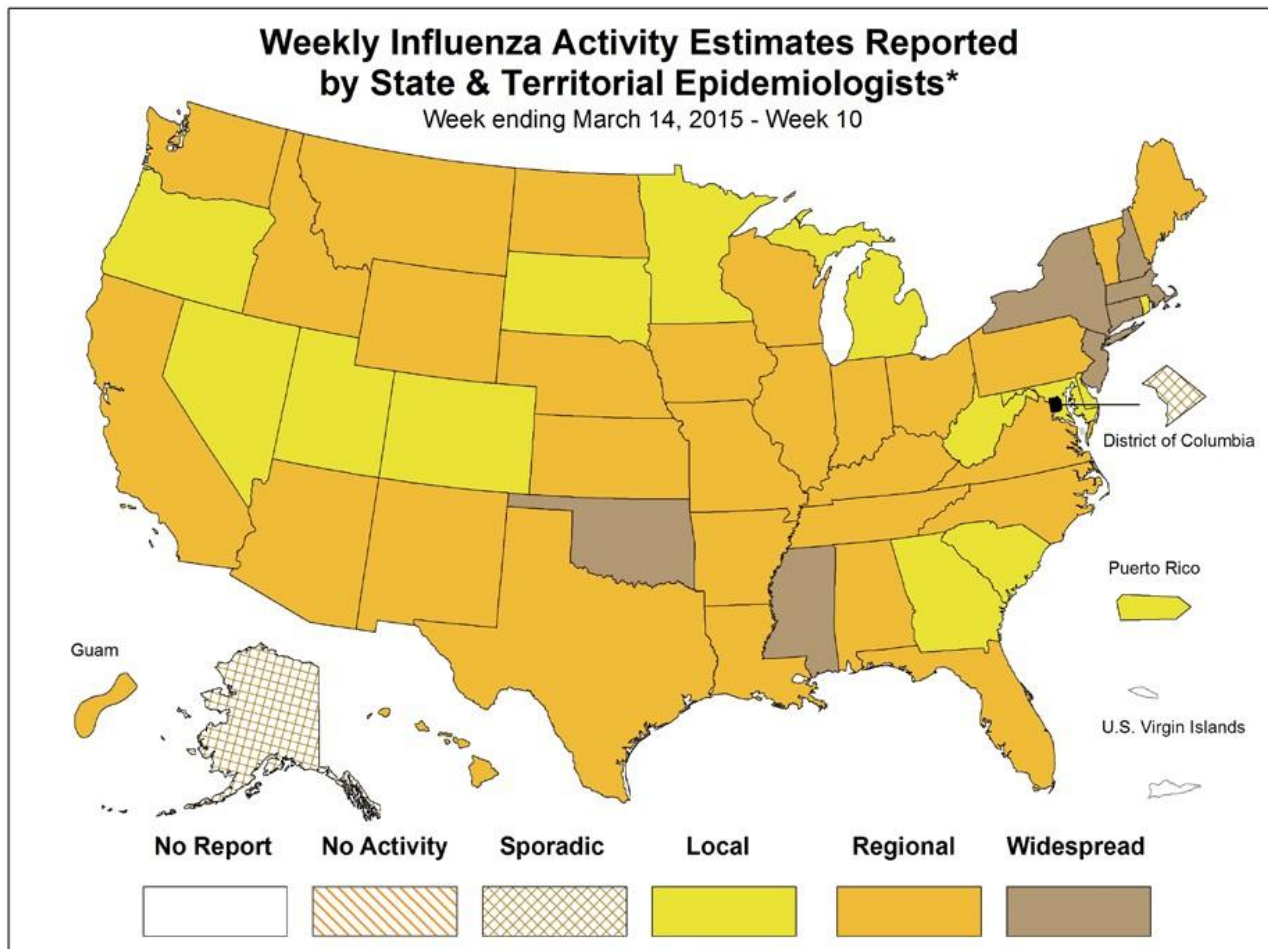 Weekly Influenza Activity Estimates Reported
by State & Territorial Epidemiologists*
Week ending March 14, 2015 - Week 10
District of Columbia
Puerto Rico
Guam
U.S. Virgin Islands
No Report No Activity Sporadic Local Regional Widespread